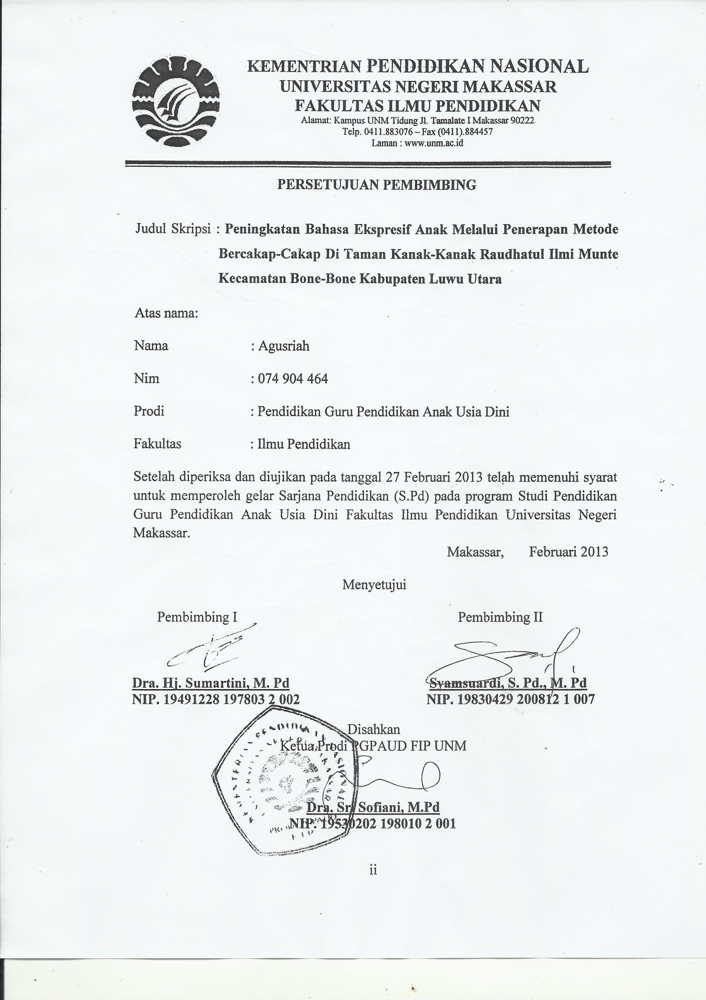 KEMENTRIAN PENDIDIKAN NASIONAL
UNIVERSITAS NEGERI MAKASSAR
FAKULTAS ILMU PENDIDIKAN
Alamat: Kampus UNM Tidung Jl. Tamalate I Makassar 90222
Telp. 0411.883076 – Fax (0411).884457
Laman : www.unm.ac.id
PERSETUJUAN PEMBIMBING
Judul Skripsi : Peningkatan Bahasa Ekspresif Anak Melalui Penerapan Metode
Bercakap-Cakap Di Taman Kanak-Kanak Raudhatul Ilmi Munte
Kecamatan Bone-Bone Kabupaten Luwu Utara
Atas nama:
Nama : Agusriah
Nim : 074 904 464
Prodi : Pendidikan Guru Pendidikan Anak Usia Dini
Fakultas : Ilmu Pendidikan
Setelah diperiksa dan diujikan pada tanggal 27 Februari 2013 telah memenuhi syarat
untuk memperoleh gelar Sarjana Pendidikan (S.Pd) pada program Studi Pendidikan
Guru Pendidikan Anak Usia Dini Fakultas Ilmu Pendidikan Universitas Negeri
Makassar.
Makassar, Februari 2013
Menyetujui
Pembimbing I Pembimbing II
Dra. Hj. Sumartini, M. Pd Syamsuardi, S. Pd., M. Pd
NIP. 19491228 197803 2 002 NIP. 19830429 200812 1 007
Disahkan
Ketua Prodi PGPAUD FIP UNM
Dra. Sri Sofiani, M.Pd
NIP. 19530202 198010 2 001
ii